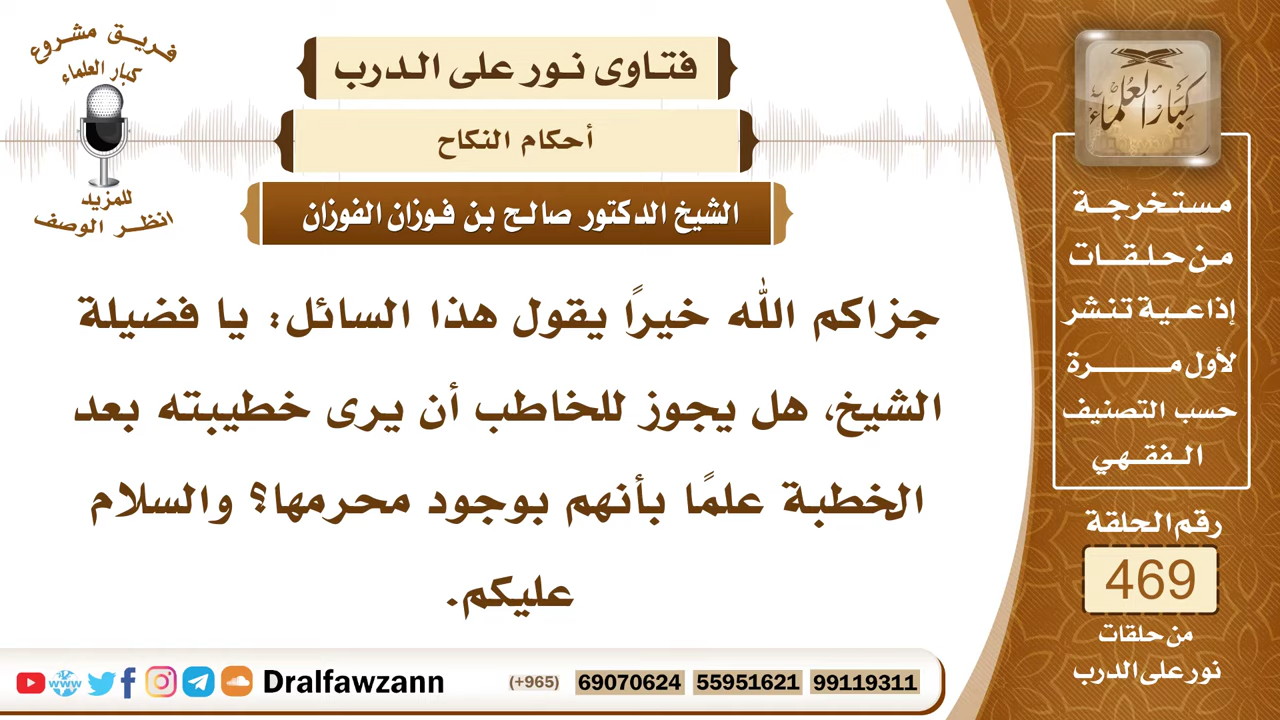 فريق مشروع
كبار العلماء
للمزيد
انظر الوصف
فتاوى نور على الدرب
أحكام النكاح
الشيخ الدكتور صالح بن فوزان الفوزان
جزاكم الله خيرًا يقول هذا السائل: يا فضيلة
الشيخ، هل يجوز للخاطب أن يرى خطيبته بعد
الخطبة علمًا بأنهم بوجود محرمها؟ والسلام
عليكم.
كبار العلماء
مستخرجة
من حلقات
إذاعية تنشر
لأول مرة
حسب التصنيف
الفقهي
رقم الحلقة
469
من حلقات
نور على الدرب
www
Dralfawzann
(+965) 69070624 55951621 99119311